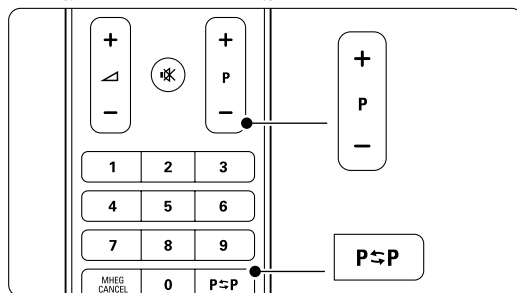 + + +
P P
− − −
1 2 3
4 5 6
7 8 9
P⇆P
MHEG
CANCEL 0 P⇆P